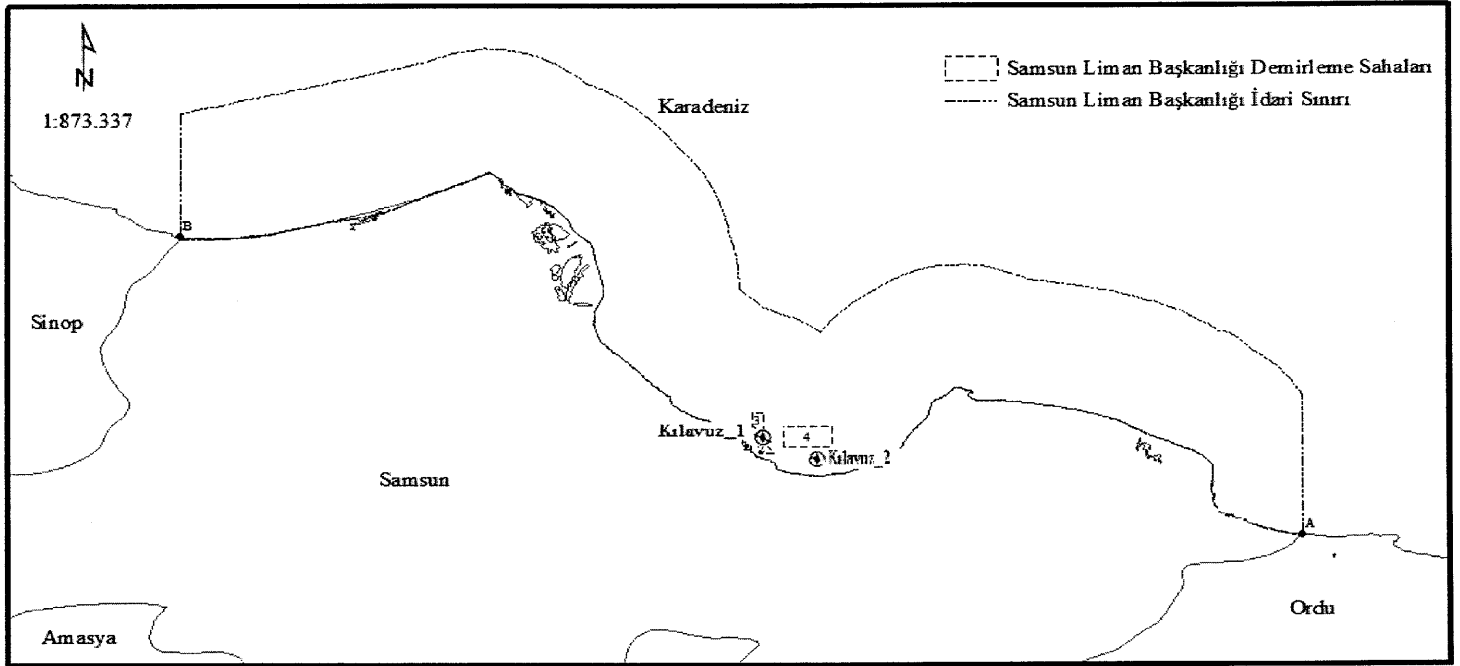 N
1:873.337
Samsun Liman Başkanlığı Demirleme Sahaları
Samsun Liman Başkanlığı İdari Sınırı
Karadeniz
B
Sinop
Kılavuz_1
3
4
Kılavuz_2
Samsun
A
Ordu
Amasya